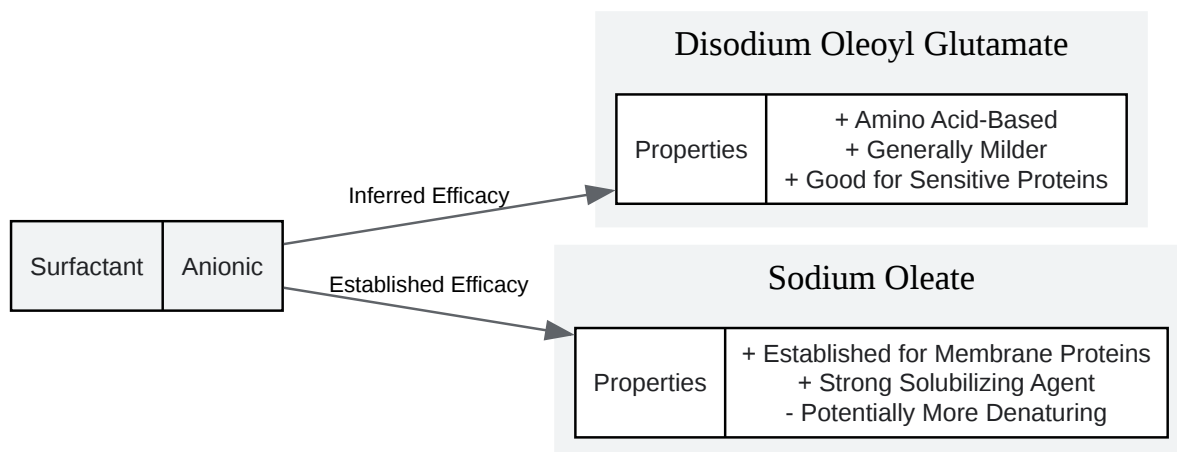 Disodium Oleoyl Glutamate
Properties
+ Amino Acid-Based
+ Generally Milder
+ Good for Sensitive Proteins
Inferred Efficacy
Surfactant
Anionic
Established Efficacy
Sodium Oleate
Properties
+ Established for Membrane Proteins
+ Strong Solubilizing Agent
- Potentially More Denaturing